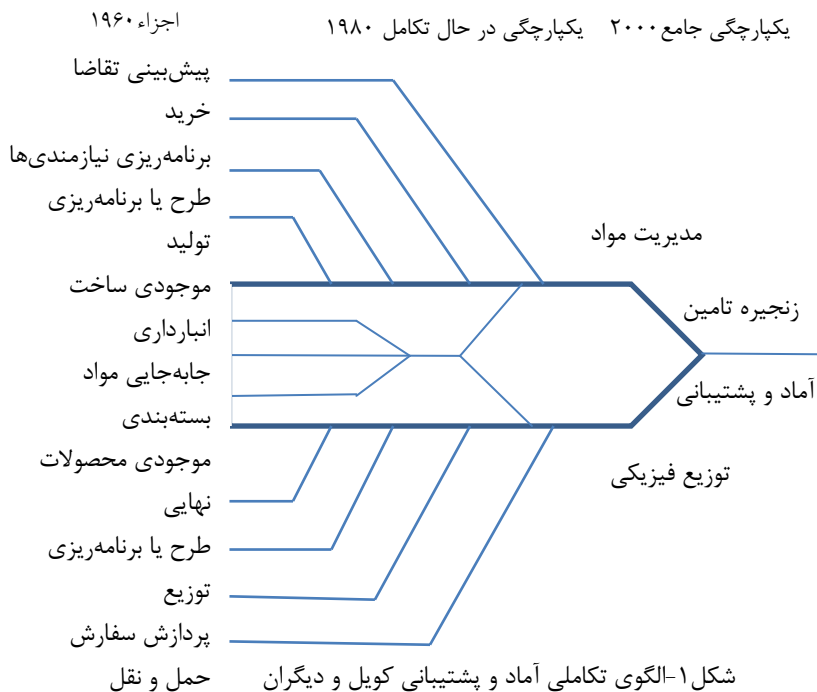 اجزاء ۱۹۶۰
یکپارچگی در حال تکامل ۱۹۸۰
یکپارچگی جامع ۲۰۰۰
پیش‌بینی تقاضا
خرید
برنامه‌ریزی نیازمندی‌ها
طرح یا برنامه‌ریزی
تولید
موجودی ساخت
انبارداری
جابه‌جایی مواد
بسته‌بندی
موجودی محصولات
نهایی
طرح یا برنامه‌ریزی
توزیع
پردازش سفارش
حمل و نقل
مدیریت مواد
زنجیره تامین
آماد و پشتیبانی
توزیع فیزیکی
شکل۱-الگوی تکاملی آماد و پشتیبانی کویل و دیگران